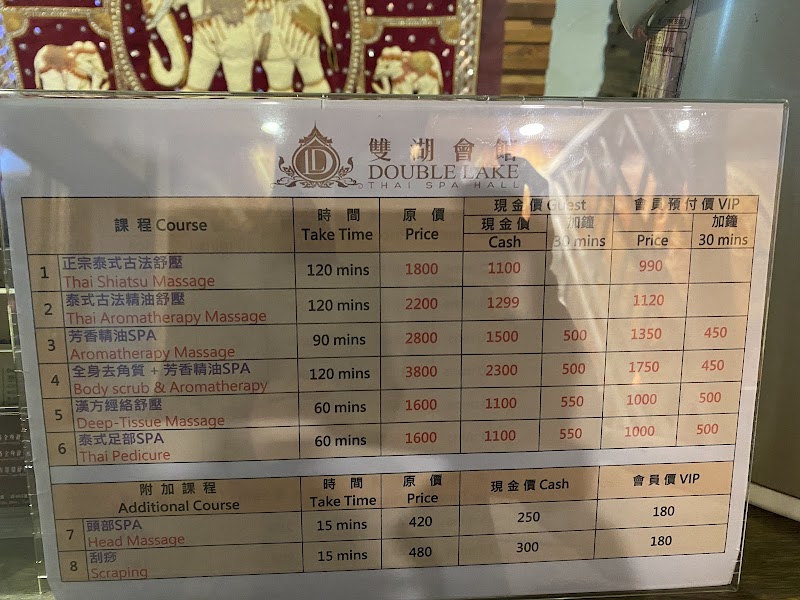 雙湖會館
DOUBLE LAKE
THAI SPA HALL
課程 Course 時間 Take Time 原價 Price 現金價 Guest 會員預付價 VIP
現金價 Cash 加鐘 30 mins Price 加鐘 30 mins
1 正宗泰式古法舒壓 Thai Shiatsu Massage 120 mins 1800 1100 990
2 泰式古法精油舒壓 Thai Aromatherapy Massage 120 mins 2200 1299 1120
3 芳香精油SPA Aromatherapy Massage 90 mins 2800 1500 500 1350 450
4 全身去角質 + 芳香精油SPA Body scrub & Aromatherapy 120 mins 3800 2300 500 1750 450
5 漢方經絡舒壓 Deep-Tissue Massage 60 mins 1600 1100 550 1000 500
6 泰式足部SPA Thai Pedicure 60 mins 1600 1100 550 1000 500
附加課程 Additional Course 時間 Take Time 原價 Price 現金價 Cash 會員價 VIP
7 頭部SPA Head Massage 15 mins 420 250 180
8 刮痧 Scraping 15 mins 480 300 180